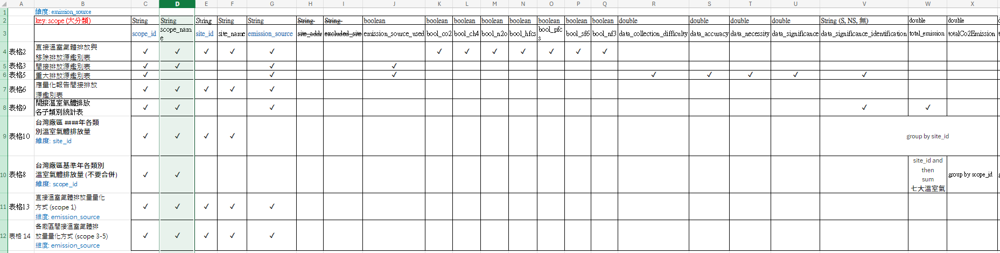 A B C D E F G H I J K L M N O P Q R S T U V W X
1 維度: emission_source
2 key: scope (大分類) String String String String String String String boolean boolean boolean boolean boolean boolean boolean boolean double double double double String (S, NS, 無) double double
3 scope_id scope_name site_id site_name emission_source site_addr excluded_site emission_source_used bool_co2 bool_ch4 bool_n2o bool_hfcs bool_pfcs bool_sf6 bool_nf3 data_collection_difficulty data_accuracy data_necessity data_significance data_significance_identification total_emission totalCo2Emission
4 表格2 直接溫室氣體排放與
移除排放源鑑別表 ✓ ✓ ✓ ✓ ✓ ✓ ✓ ✓ ✓ ✓ ✓ ✓
5 表格3 間接排放源鑑別表 ✓ ✓ ✓ ✓
6 表格5 重大排放源鑑別表 ✓ ✓ ✓ ✓ ✓ ✓ ✓ ✓
7 表格6 應量化報告間接排放
源鑑別表 ✓ ✓ ✓ ✓ ✓
8 表格9 間接溫室氣體排放
各子類別統計表 ✓ ✓ ✓ ✓ ✓
9 表格10 台灣廠區 ####年各類
別溫室氣體排放量
維度: site_id ✓ ✓ ✓ ✓ group by site_id
10 表格8 台灣廠區基準年各類別
溫室氣體排放量 (不要合併)
維度: scope_id ✓ ✓
site_id and
then
sum
七大溫室氣
group by scope_id
11 表格13 直接溫室氣體排放量量化
方式 (scope 1)
維度: emission_source ✓ ✓ ✓ ✓ ✓
12 表格 14 各廠區間接溫室氣體排
放量量化方式 (scope 3-5)
維度: emission_source ✓ ✓ ✓ ✓ ✓